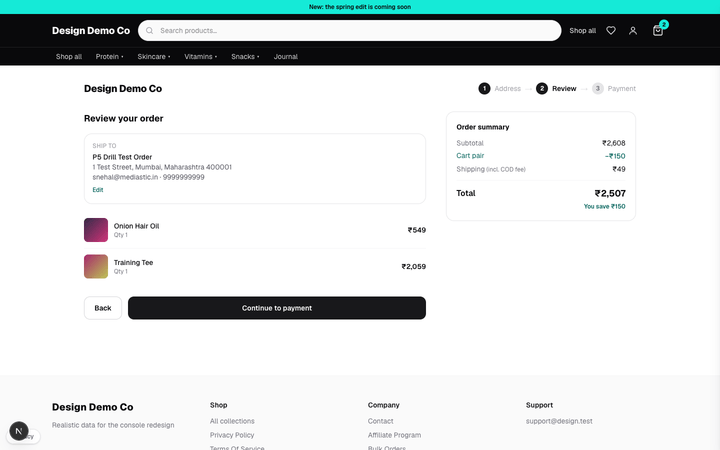 New: the spring edit is coming soon
Design Demo Co
Search products...
Shop all
2
Shop all
Protein
Skincare
Vitamins
Snacks
Journal
Design Demo Co
1 Address
2 Review
3 Payment
Review your order
SHIP TO
P5 Drill Test Order
1 Test Street, Mumbai, Maharashtra 400001
snehal@mediastic.in · 9999999999
Edit
Onion Hair Oil
Qty 1
₹549
Training Tee
Qty 1
₹2,059
Back
Continue to payment
Order summary
Subtotal ₹2,608
Cart pair −₹150
Shipping (incl. COD fee) ₹49
Total ₹2,507
You save ₹150
Design Demo Co
Realistic data for the console redesign
Shop
All collections
Privacy Policy
Terms Of Service
Company
Contact
Affiliate Program
Bulk Orders
Support
support@design.test
N